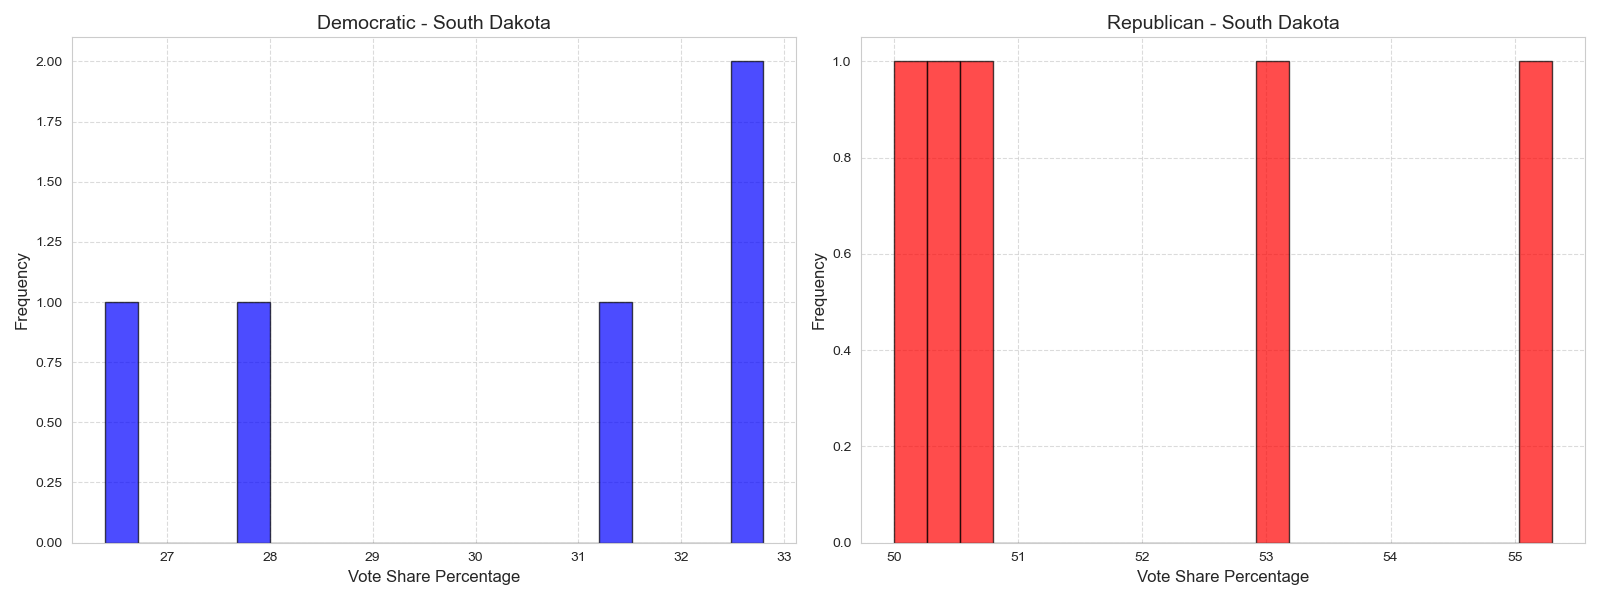 Democratic - South Dakota
2.00
1.75
1.50
1.25
1.00
0.75
0.50
0.25
0.00
Frequency
27 28 29 30 31 32 33
Vote Share Percentage
Republican - South Dakota
1.0
0.8
0.6
0.4
0.2
0.0
Frequency
50 51 52 53 54 55
Vote Share Percentage